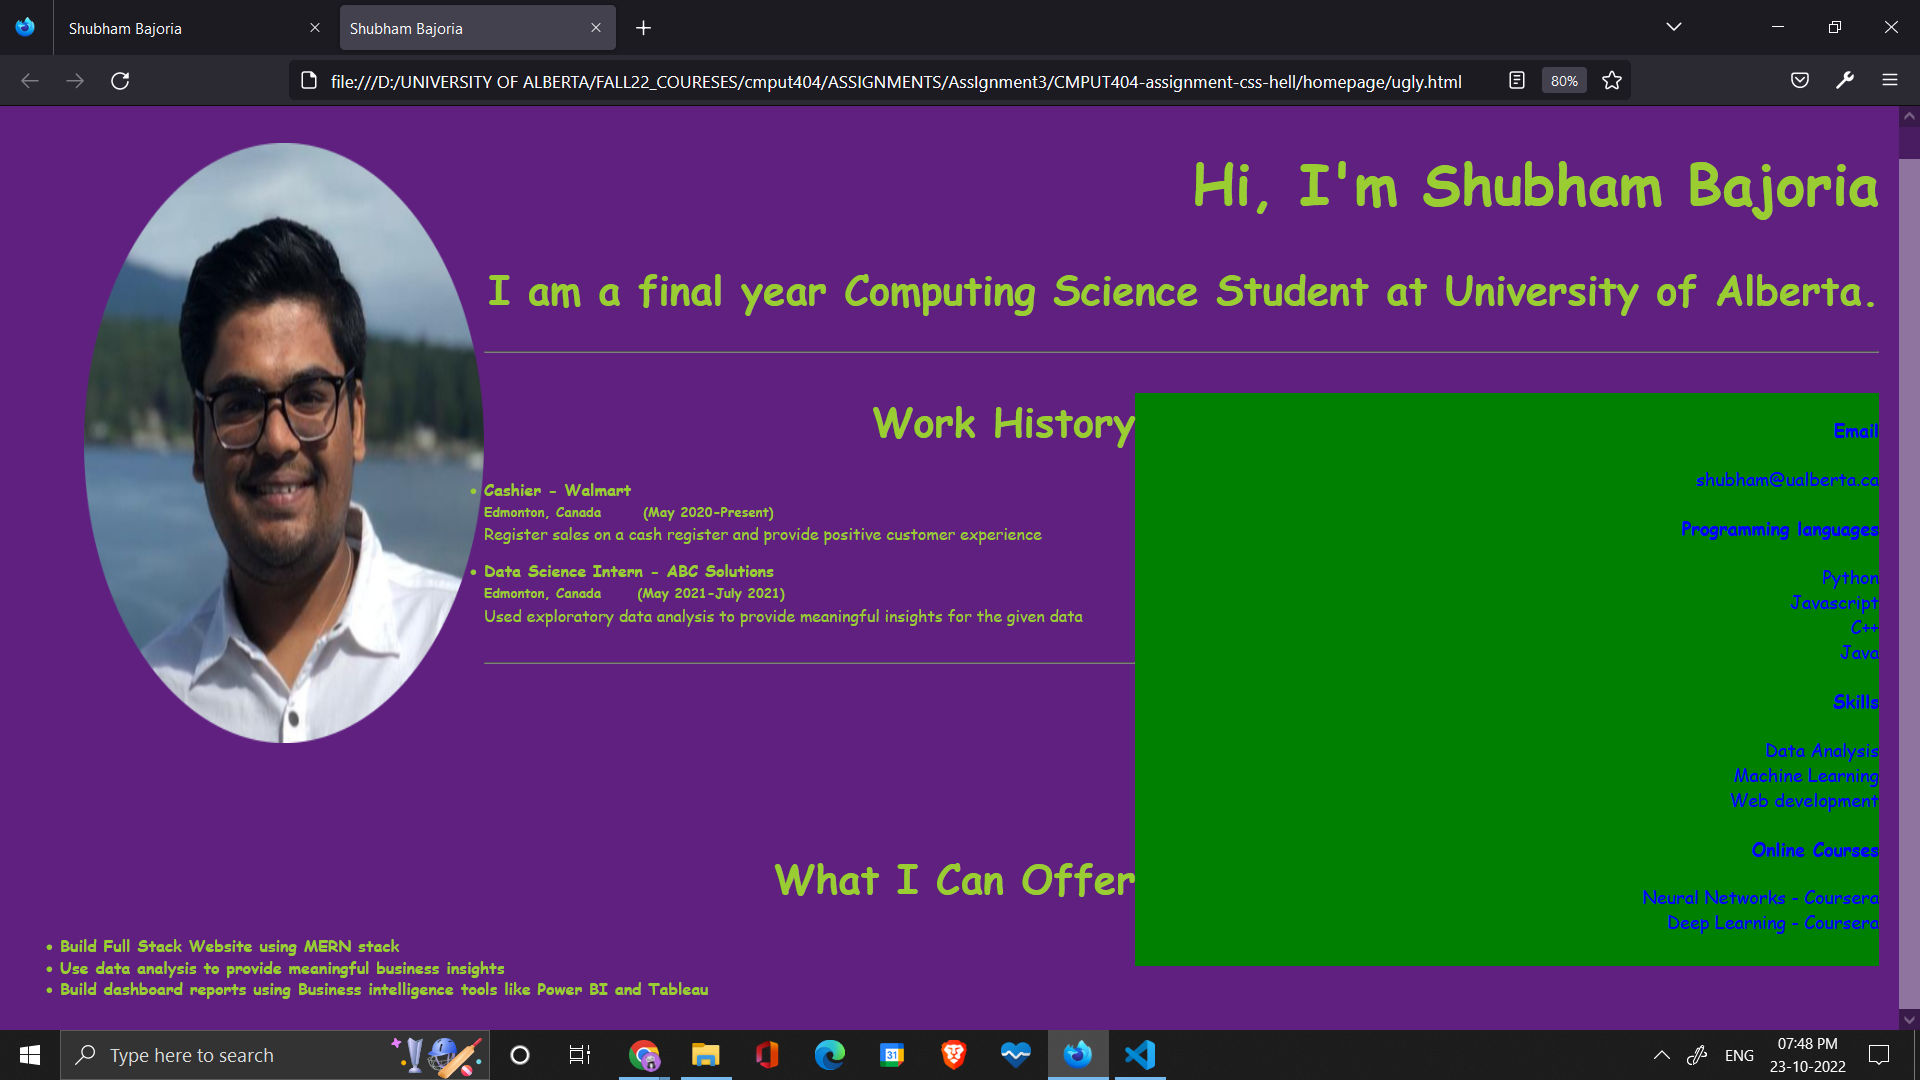 Shubham Bajoria
Shubham Bajoria
file:///D:/UNIVERSITY OF ALBERTA/FALL22_COURESES/cmput404/ASSIGNMENTS/AssIgnment3/CMPUT404-assignment-css-hell/homepage/ugly.html
80%
Hi, I'm Shubham Bajoria
I am a final year Computing Science Student at University of Alberta.
Work History
• Cashier - Walmart
Edmonton, Canada (May 2020-Present)
Register sales on a cash register and provide positive customer experience
• Data Science Intern - ABC Solutions
Edmonton, Canada (May 2021-July 2021)
Used exploratory data analysis to provide meaningful insights for the given data
Email
shubham@ualberta.ca
Programming languages
Python
Javascript
C++
Java
Skills
Data Analysis
Machine Learning
Web development
Online Courses
Neural Networks - Coursera
Deep Learning - Coursera
What I Can Offer
• Build Full Stack Website using MERN stack
• Use data analysis to provide meaningful business insights
• Build dashboard reports using Business intelligence tools like Power BI and Tableau
Type here to search
31
ENG
07:48 PM
23-10-2022